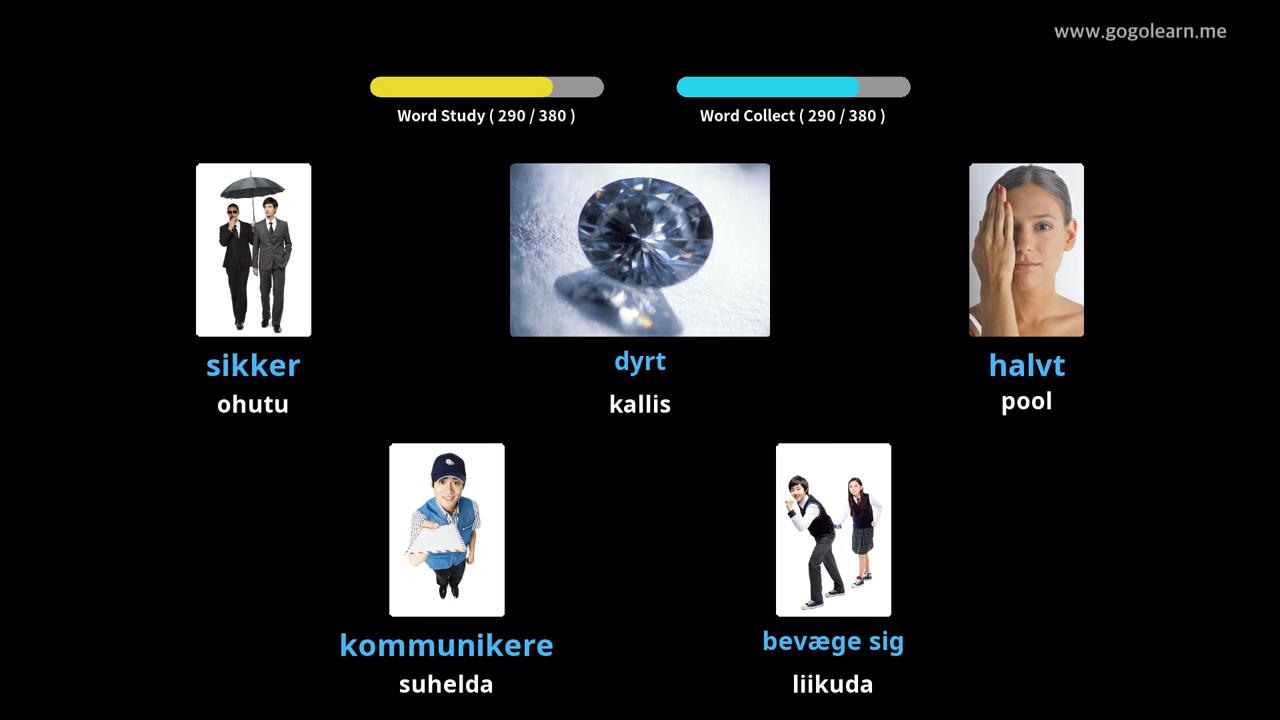 www.gogolearn.me
Word Study ( 290 / 380 )
Word Collect ( 290 / 380 )
sikker
ohutu
dyrt
kallis
halvt
pool
kommunikere
suhelda
bevæge sig
liikuda